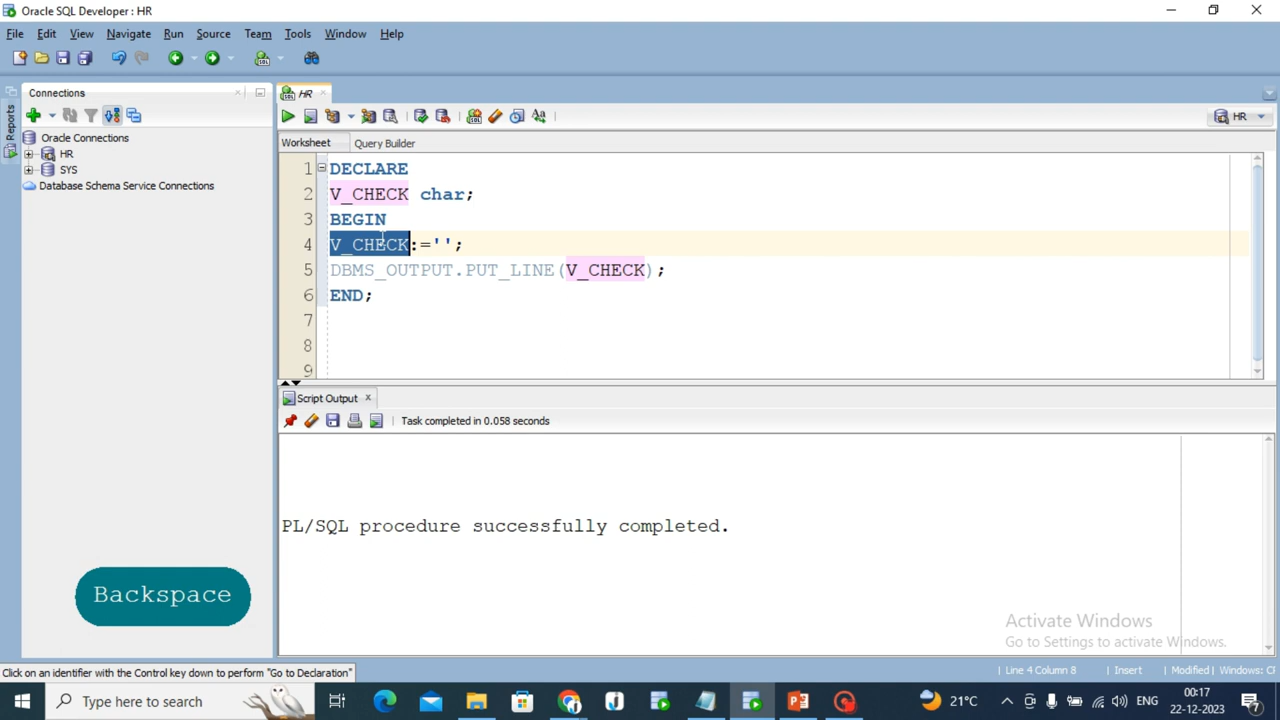 Oracle SQL Developer : HR
File Edit View Navigate Run Source Team Tools Window Help
Reports
Connections
Oracle Connections
HR
SYS
Database Schema Service Connections
HR
HR
Worksheet Query Builder
1 DECLARE
2 V_CHECK char;
3 BEGIN
4 V_CHECK:='';
5 DBMS_OUTPUT.PUT_LINE(V_CHECK);
6 END;
7
8
9
Script Output
Task completed in 0.058 seconds
PL/SQL procedure successfully completed.
Backspace
Activate Windows
Go to Settings to activate Windows.
Click on an identifier with the Control key down to perform "Go to Declaration"
Line 4 Column 8 Insert Modified Windows: C
Type here to search
21°C
ENG
00:17
22-12-2023
7